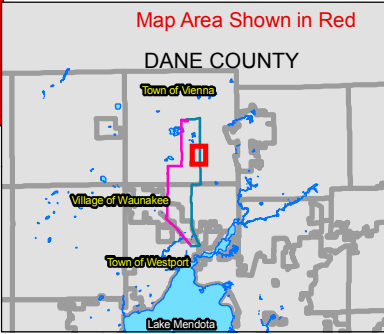 Map Area Shown in Red
DANE COUNTY
Town of Vienna
Village of Waunakee
Town of Westport
Lake Mendota